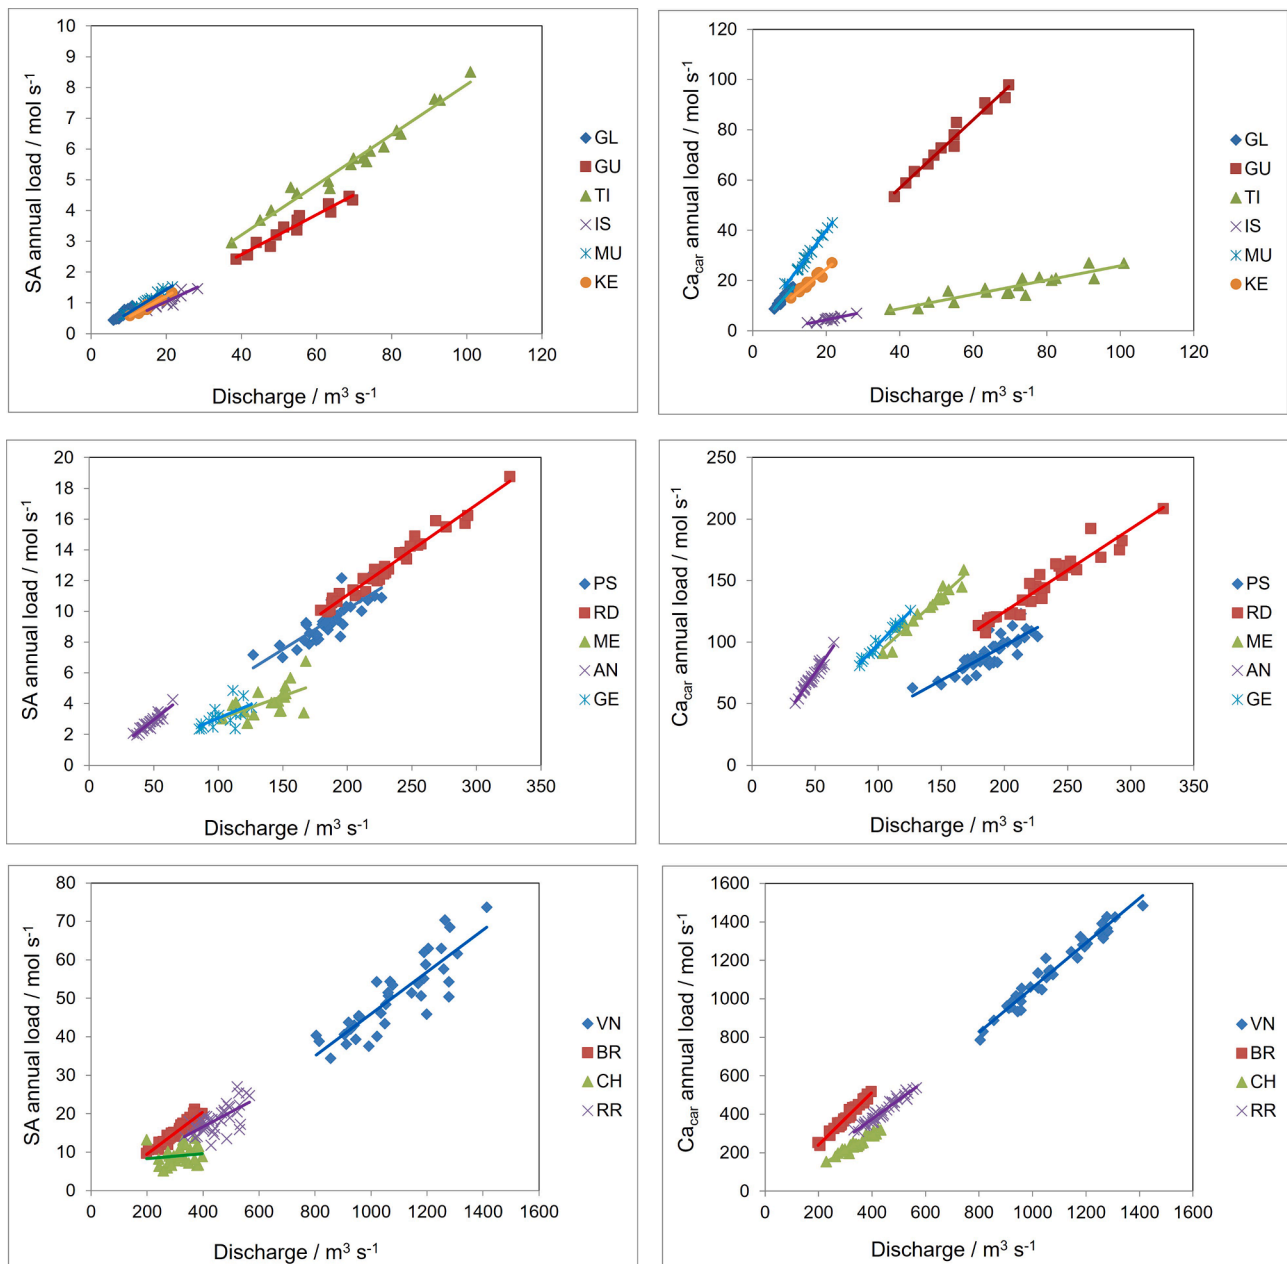 SA annual load / mol s⁻¹
10
9
8
7
6
5
4
3
2
1
0
0 20 40 60 80 100 120
Discharge / m³ s⁻¹
GL
GU
TI
IS
MU
KE
Ca_car annual load / mol s⁻¹
120
100
80
60
40
20
0
0 20 40 60 80 100 120
Discharge / m³ s⁻¹
GL
GU
TI
IS
MU
KE
SA annual load / mol s⁻¹
20
18
16
14
12
10
8
6
4
2
0
0 50 100 150 200 250 300 350
Discharge / m³ s⁻¹
PS
RD
ME
AN
GE
Ca_car annual load / mol s⁻¹
250
200
150
100
50
0
0 50 100 150 200 250 300 350
Discharge / m³ s⁻¹
PS
RD
ME
AN
GE
SA annual load / mol s⁻¹
80
70
60
50
40
30
20
10
0
0 200 400 600 800 1000 1200 1400 1600
Discharge / m³ s⁻¹
VN
BR
CH
RR
Ca_car annual load / mol s⁻¹
1600
1400
1200
1000
800
600
400
200
0
0 200 400 600 800 1000 1200 1400 1600
Discharge / m³ s⁻¹
VN
BR
CH
RR